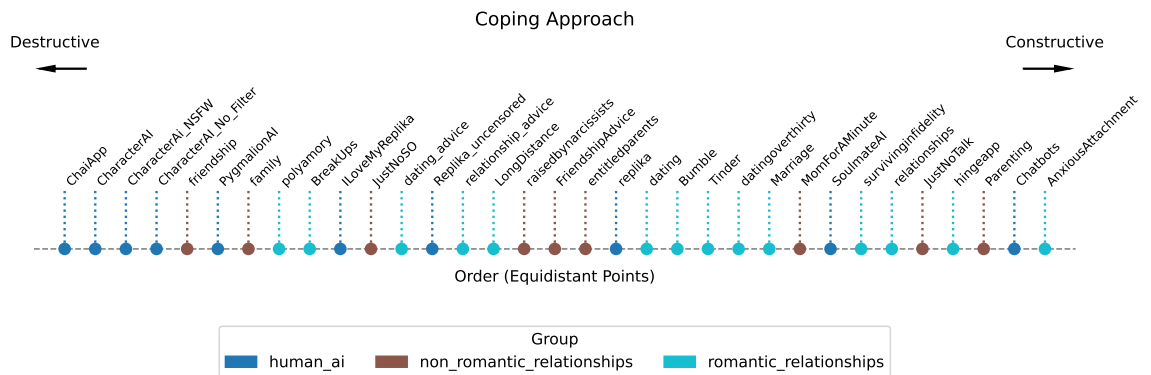 Coping Approach
Destructive
Constructive
ChaiApp
CharacterAI
CharacterAi_NSFW
CharacterAI_No_Filter
friendship
PygmalionAI
family
polyamory
BreakUps
ILoveMyReplika
JustNoSO
dating_advice
Replika_uncensored
relationship_advice
LongDistance
raisedbynarcissists
FriendshipAdvice
entitledparents
replika
dating
Bumble
Tinder
datingoverthirty
Marriage
MomForAMinute
SoulmateAI
survivinginfidelity
relationships
JustNoTalk
hingeapp
Parenting
Chatbots
AnxiousAttachment
Order (Equidistant Points)
Group
human_ai
non_romantic_relationships
romantic_relationships